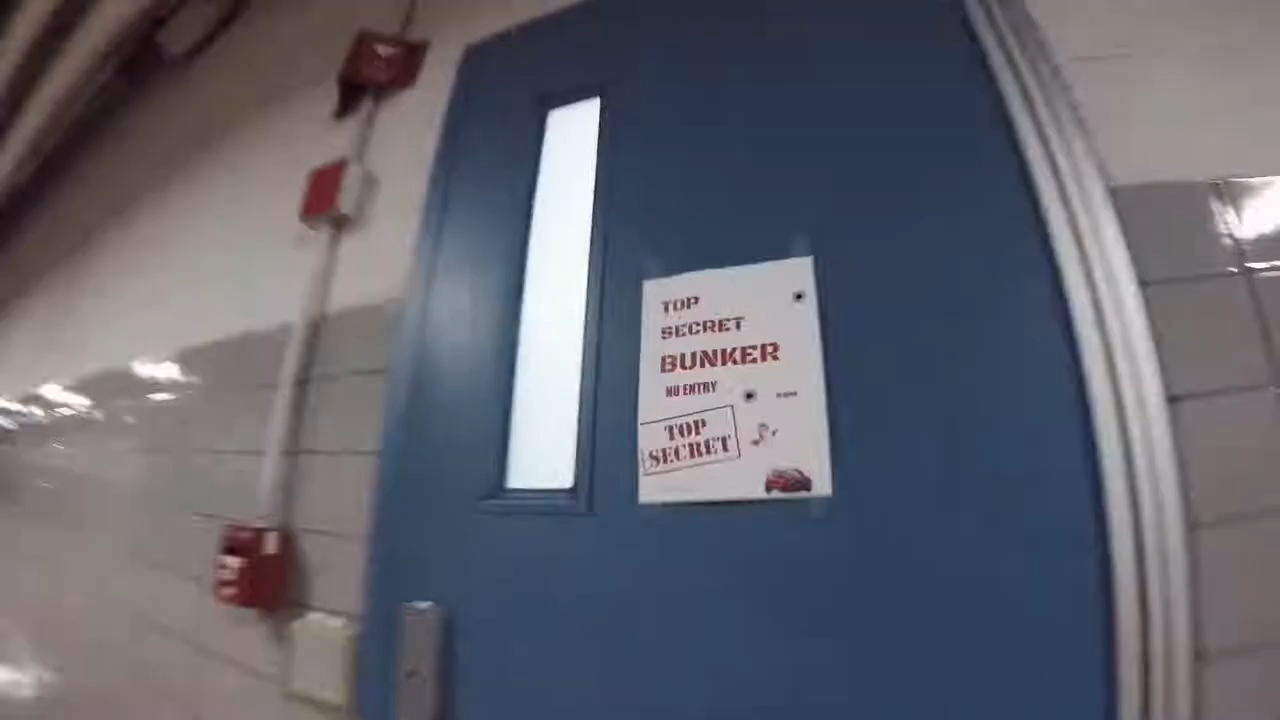 TOP
SECRET
BUNKER
NO ENTRY
TOP
SECRET